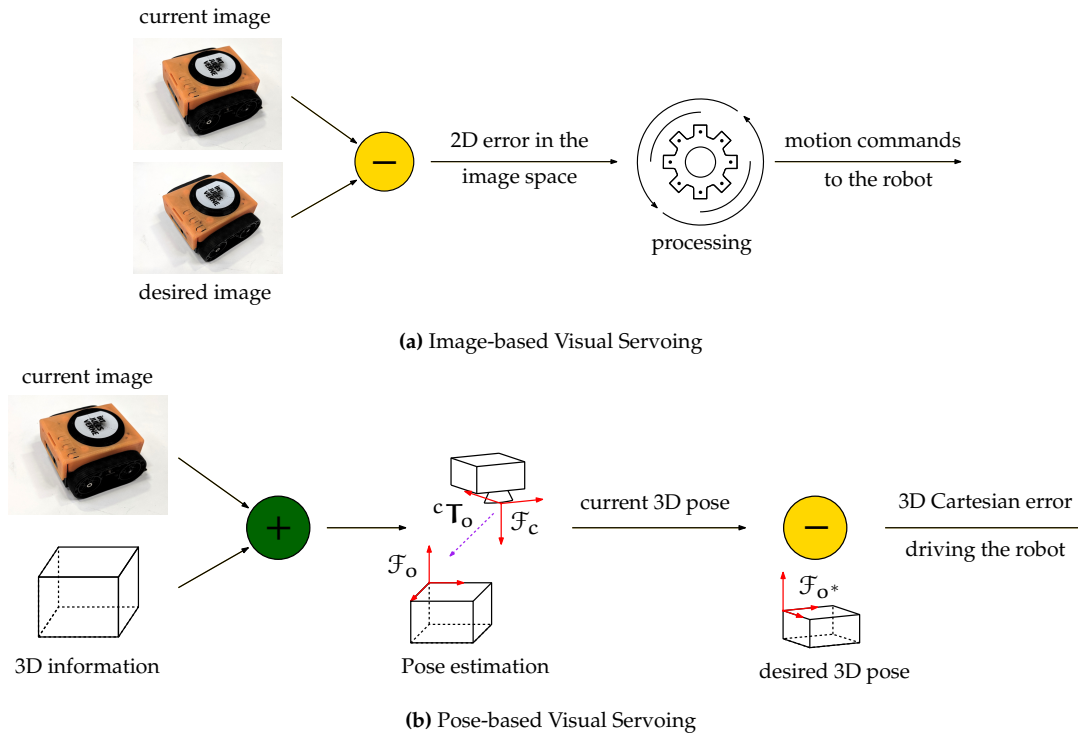 current image
−
2D error in the
image space
motion commands
to the robot
processing
desired image
(a) Image-based Visual Servoing
current image
+
3D information
cTo
Fc
Fo
Pose estimation
current 3D pose
−
Fo*
desired 3D pose
3D Cartesian error
driving the robot
(b) Pose-based Visual Servoing